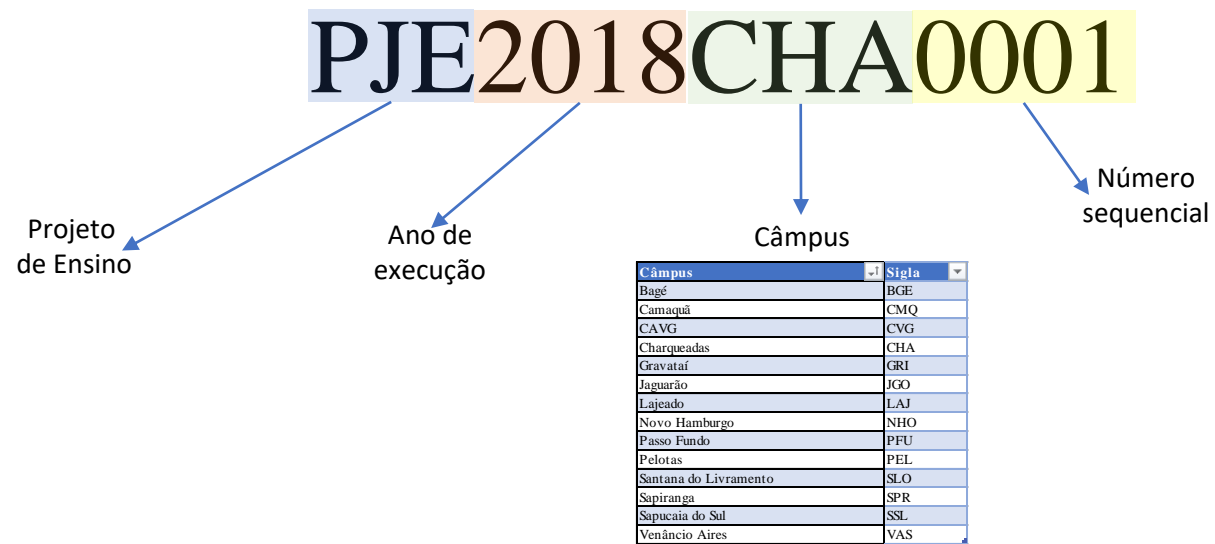 PJE2018CHA0001
Projeto
de Ensino
Ano de
execução
Câmpus
Número
sequencial
Câmpus Sigla
Bagé BGE
Camaquã CMQ
CAVG CVG
Charqueadas CHA
Gravataí GRI
Jaguarão JGO
Lajeado LAJ
Novo Hamburgo NHO
Passo Fundo PFU
Pelotas PEL
Santana do Livramento SLO
Sapiranga SPR
Sapucaia do Sul SSL
Venâncio Aires VAS